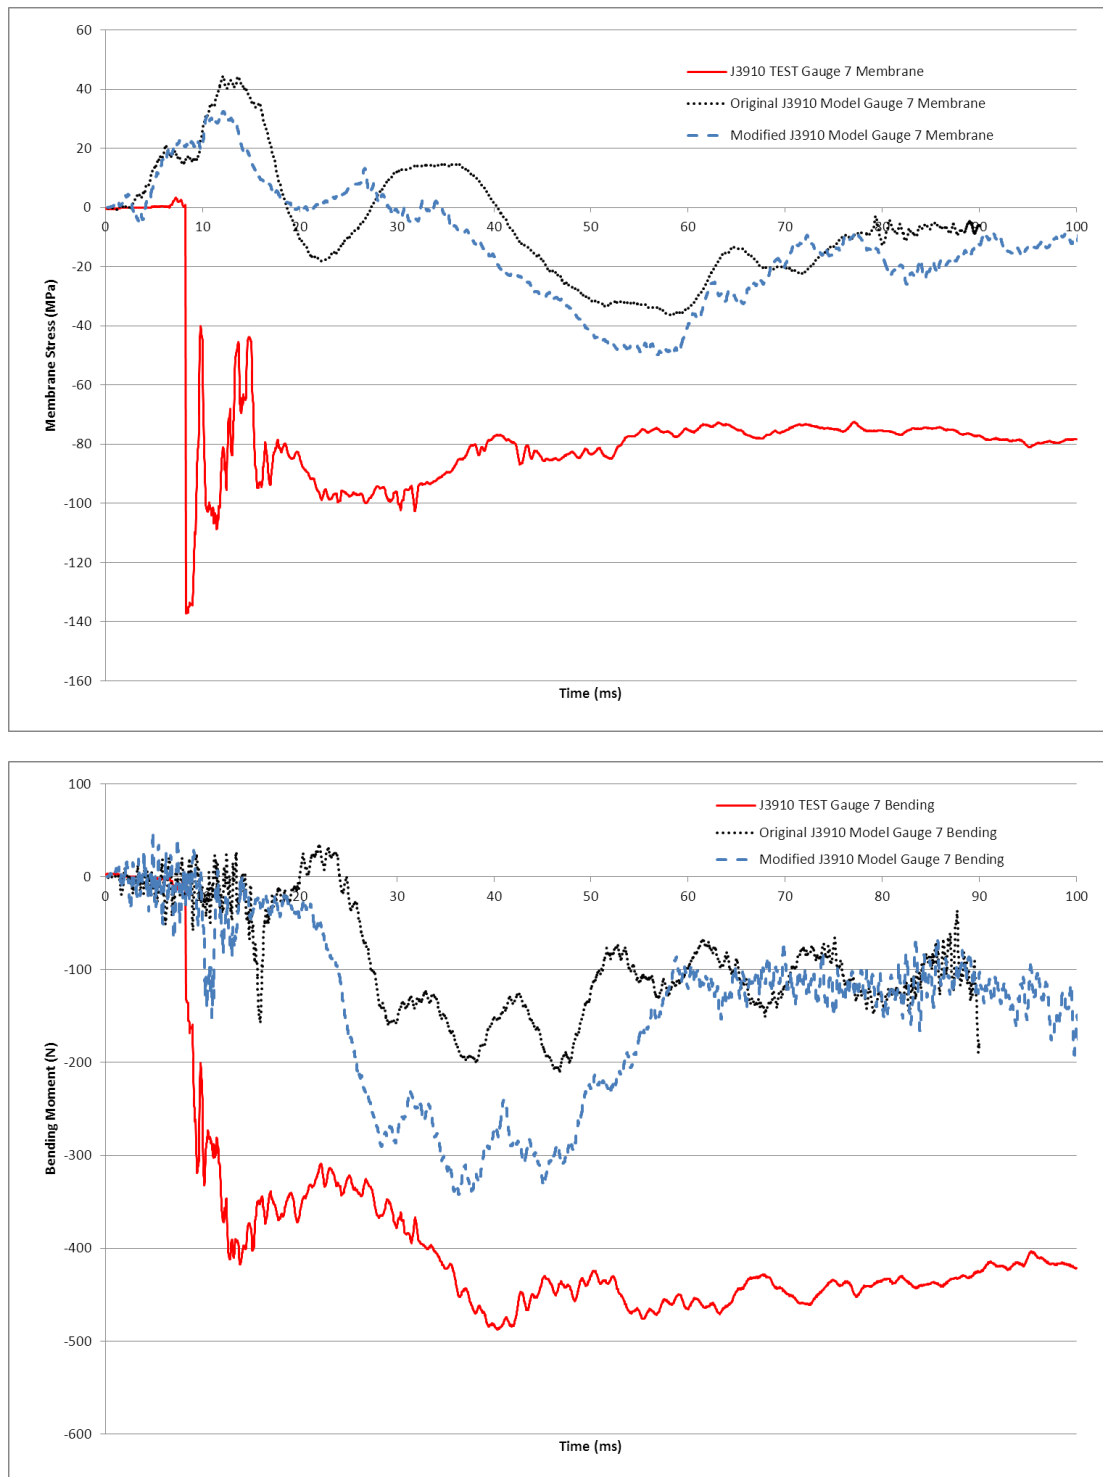 60
40
20
0
-20
-40
-60
-80
-100
-120
-140
-160
0 10 20 30 40 50 60 70 80 90 100
Membrane Stress (MPa)
Time (ms)
J3910 TEST Gauge 7 Membrane
Original J3910 Model Gauge 7 Membrane
Modified J3910 Model Gauge 7 Membrane
100
0
-100
-200
-300
-400
-500
-600
0 10 20 30 40 50 60 70 80 90 100
Bending Moment (N)
Time (ms)
J3910 TEST Gauge 7 Bending
Original J3910 Model Gauge 7 Bending
Modified J3910 Model Gauge 7 Bending